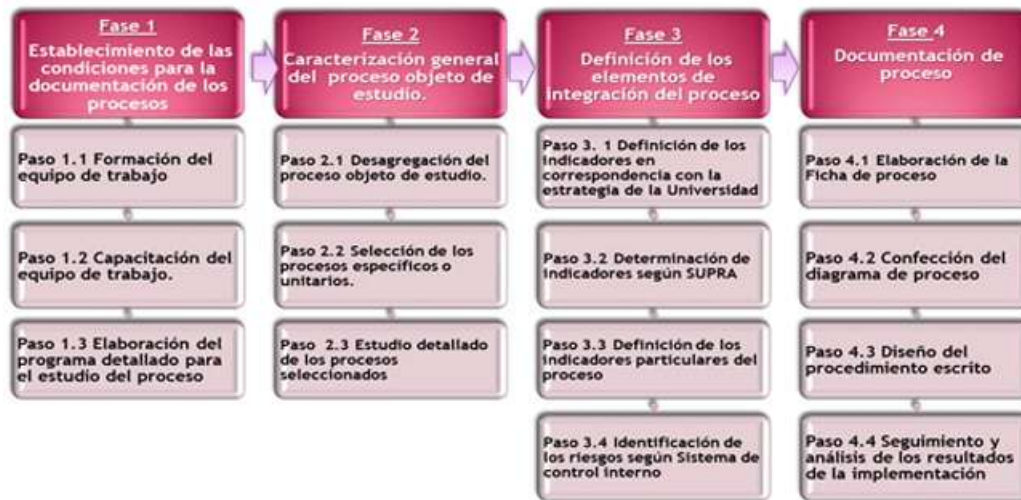 Fase 1
Establecimiento de las
condiciones para la
documentación de los
procesos
Paso 1.1 Formación del
equipo de trabajo
Paso 1.2 Capacitación del
equipo de trabajo.
Paso 1.3 Elaboración del
programa detallado para
el estudio del proceso
Fase 2
Caracterización general
del proceso objeto de
estudio.
Paso 2.1 Desagregación del
proceso objeto de estudio.
Paso 2.2 Selección de los
procesos específicos o
unitarios.
Paso 2.3 Estudio detallado
de los procesos
seleccionados
Fase 3
Definición de los
elementos de
integración del proceso
Paso 3. 1 Definición de los
indicadores en
correspondencia con la
estrategia de la Universidad
Paso 3.2 Determinación de
indicadores según SUPRA
Paso 3.3 Definición de los
indicadores particulares del
proceso
Paso 3.4 Identificación de
los riesgos según Sistema de
control interno
Fase 4
Documentación de
proceso
Paso 4.1 Elaboración de la
Ficha de proceso
Paso 4.2 Confección del
diagrama de proceso
Paso 4.3 Diseño del
procedimiento escrito
Paso 4.4 Seguimiento y
análisis de los resultados
de la implementación